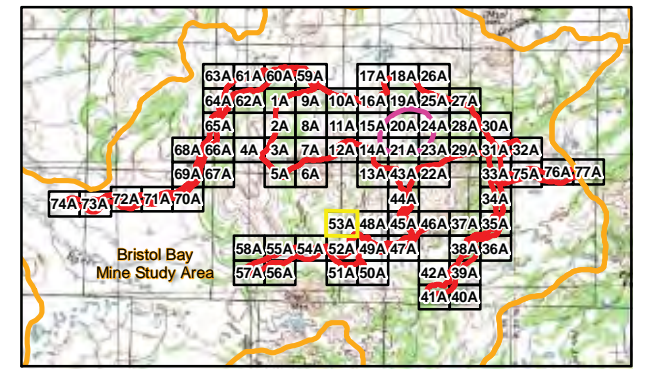 63A 61A 60A 59A 17A 18A 26A
64A 62A 1A 9A 10A 16A 19A 25A 27A
65A 2A 8A 11A 15A 20A 24A 28A 30A
68A 66A 4A 3A 7A 12A 14A 21A 23A 29A 31A 32A
69A 67A 5A 6A 13A 43A 22A 33A 75A 76A 77A
74A 73A 72A 71A 70A 44A 34A
53A 48A 45A 46A 37A 35A
58A 55A 54A 52A 49A 47A 38A 36A
Bristol Bay
Mine Study Area
57A 56A 51A 50A 42A 39A
41A 40A